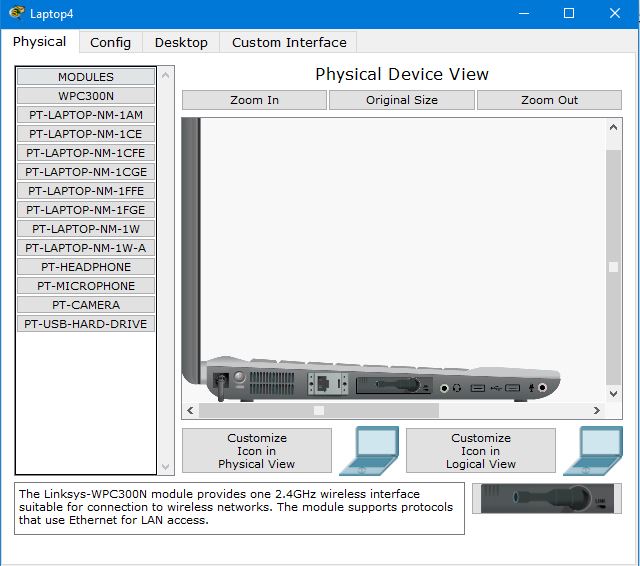 Laptop4
Physical
Config
Desktop
Custom Interface
MODULES
WPC300N
PT-LAPTOP-NM-1AM
PT-LAPTOP-NM-1CE
PT-LAPTOP-NM-1CFE
PT-LAPTOP-NM-1CGE
PT-LAPTOP-NM-1FFE
PT-LAPTOP-NM-1FGE
PT-LAPTOP-NM-1W
PT-LAPTOP-NM-1W-A
PT-HEADPHONE
PT-MICROPHONE
PT-CAMERA
PT-USB-HARD-DRIVE
Physical Device View
Zoom In
Original Size
Zoom Out
Customize
Icon in
Physical View
Customize
Icon in
Logical View
The Linksys-WPC300N module provides one 2.4GHz wireless interface
suitable for connection to wireless networks. The module supports protocols
that use Ethernet for LAN access.
LINK